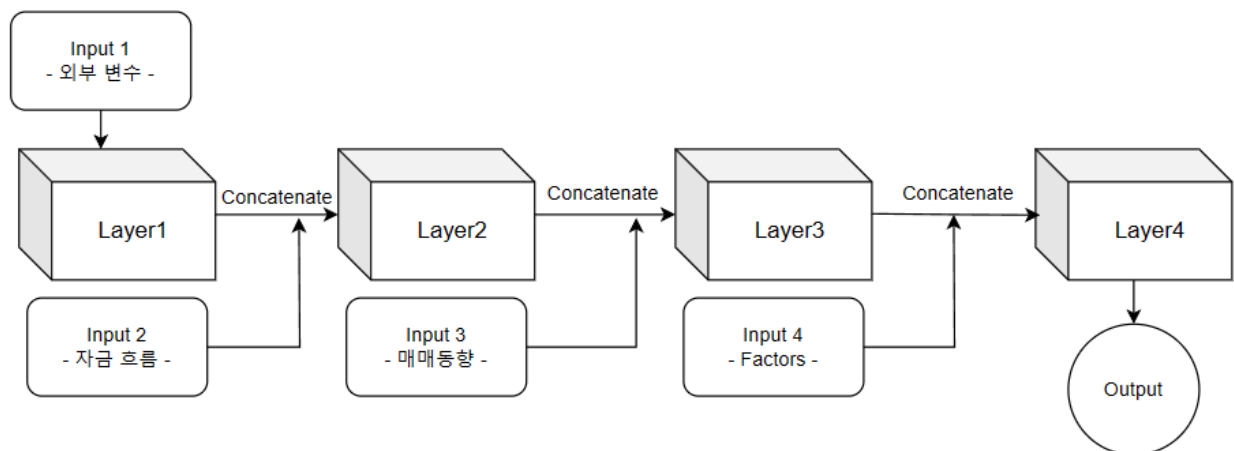 Input 1
- 외부 변수 -
Concatenate
Concatenate
Concatenate
Layer1
Layer2
Layer3
Layer4
Input 2
- 자금 흐름 -
Input 3
- 매매동향 -
Input 4
- Factors -
Output